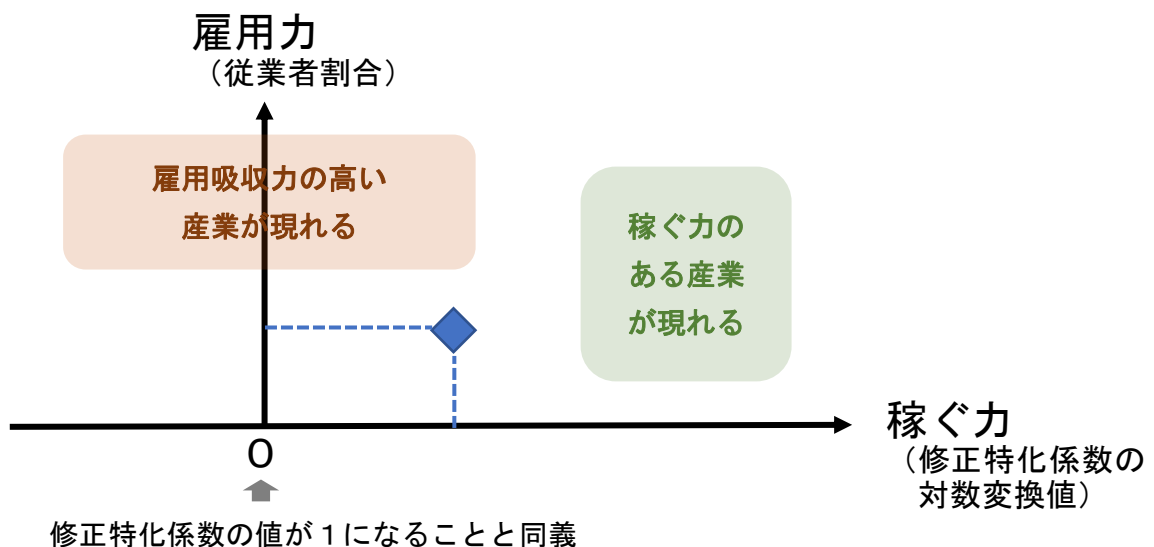 雇用力
（従業者割合）
雇用吸収力の高い
産業が現れる
稼ぐ力の
ある産業
が現れる
稼ぐ力
（修正特化係数の
対数変換値）
0
修正特化係数の値が１になることと同義